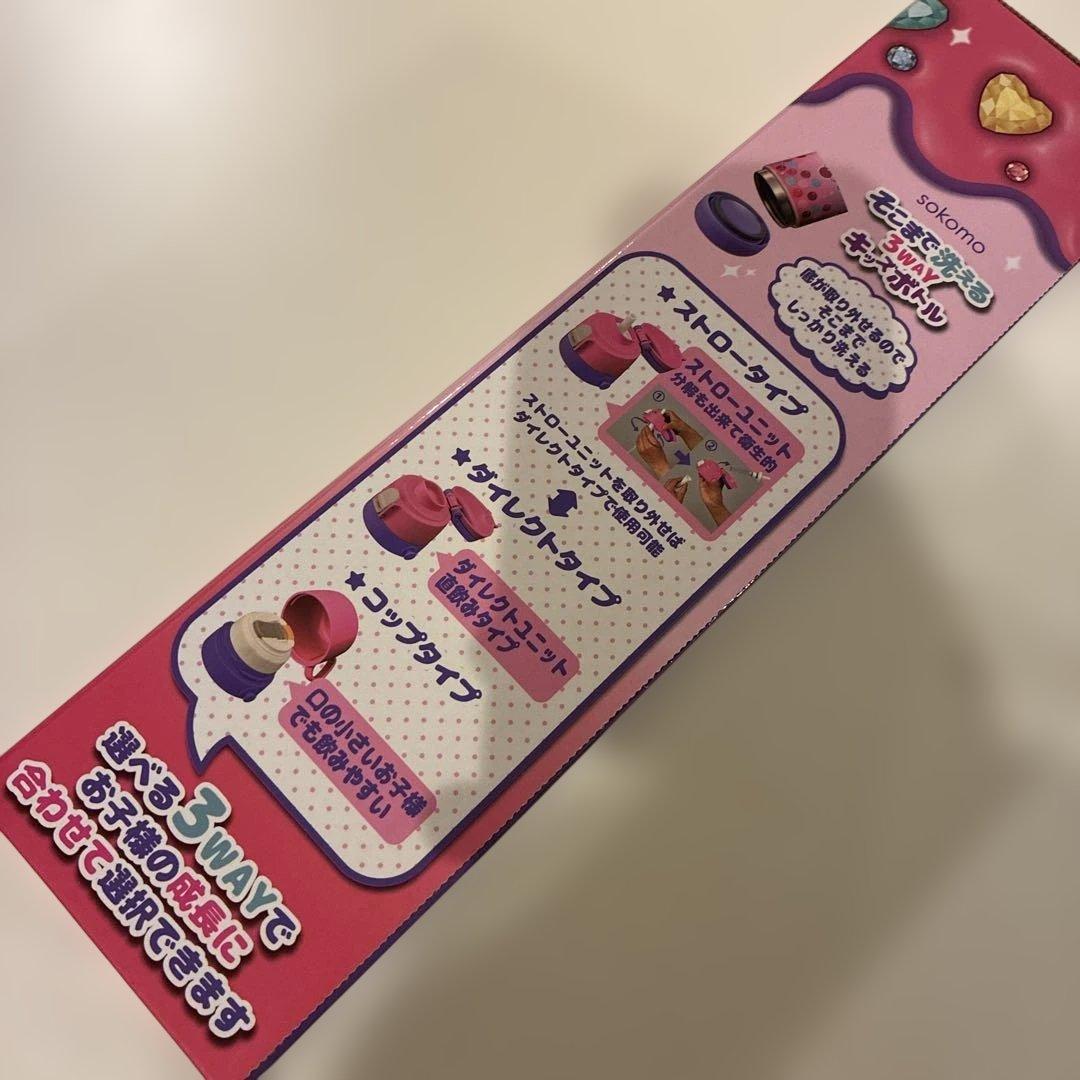 sokomo
そこまで洗える
3WAY
キッズボトル
底が取り外せるので
そこまで
しっかり洗える
★ストロータイプ
ストローユニット
分解も出来て衛生的
①
②
ストローユニットを取り外せば
ダイレクトタイプで使用可能
★ダイレクトタイプ
ダイレクトユニット
直飲みタイプ
★コップタイプ
口の小さいお子様
でも飲みやすい
選べる3WAYで
お子様の成長に
合わせて選択できます